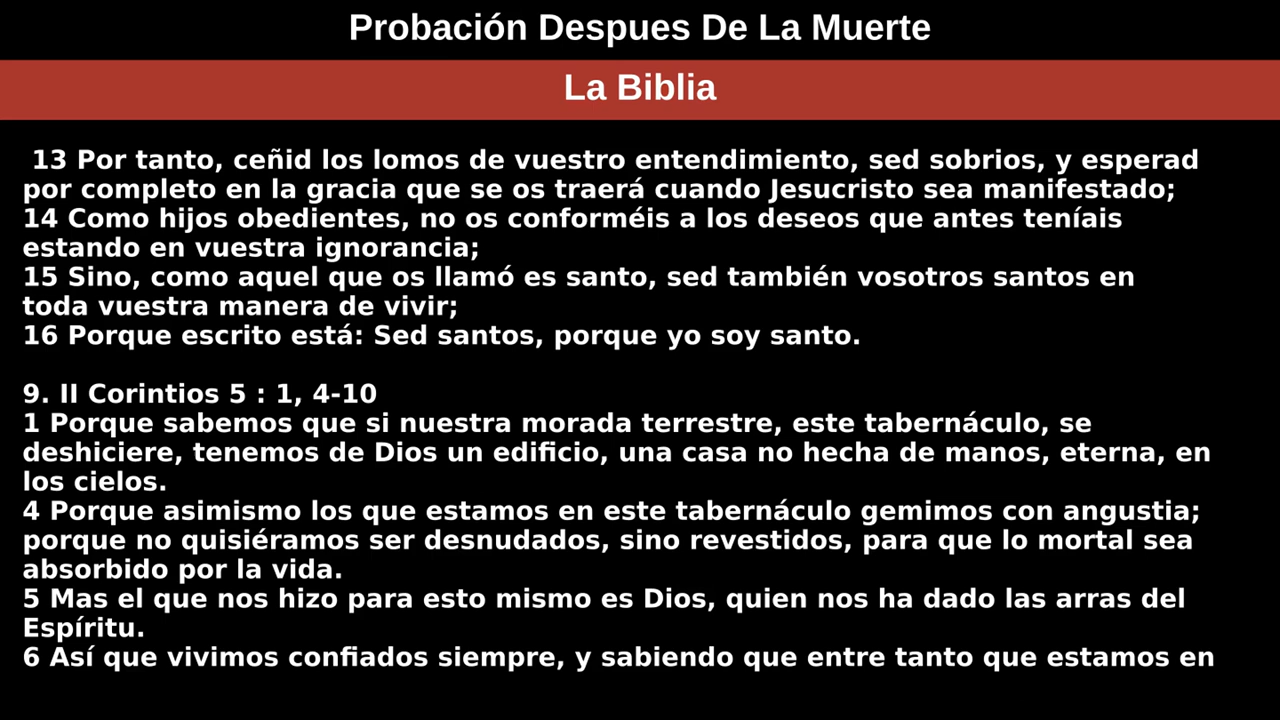 Probación Despues De La Muerte
La Biblia
13 Por tanto, ceñid los lomos de vuestro entendimiento, sed sobrios, y esperad
por completo en la gracia que se os traerá cuando Jesucristo sea manifestado;
14 Como hijos obedientes, no os conforméis a los deseos que antes teníais
estando en vuestra ignorancia;
15 Sino, como aquel que os llamó es santo, sed también vosotros santos en
toda vuestra manera de vivir;
16 Porque escrito está: Sed santos, porque yo soy santo.
9. II Corintios 5 : 1, 4-10
1 Porque sabemos que si nuestra morada terrestre, este tabernáculo, se
deshiciere, tenemos de Dios un edificio, una casa no hecha de manos, eterna, en
los cielos.
4 Porque asimismo los que estamos en este tabernáculo gemimos con angustia;
porque no quisiéramos ser desnudados, sino revestidos, para que lo mortal sea
absorbido por la vida.
5 Mas el que nos hizo para esto mismo es Dios, quien nos ha dado las arras del
Espíritu.
6 Así que vivimos confiados siempre, y sabiendo que entre tanto que estamos en